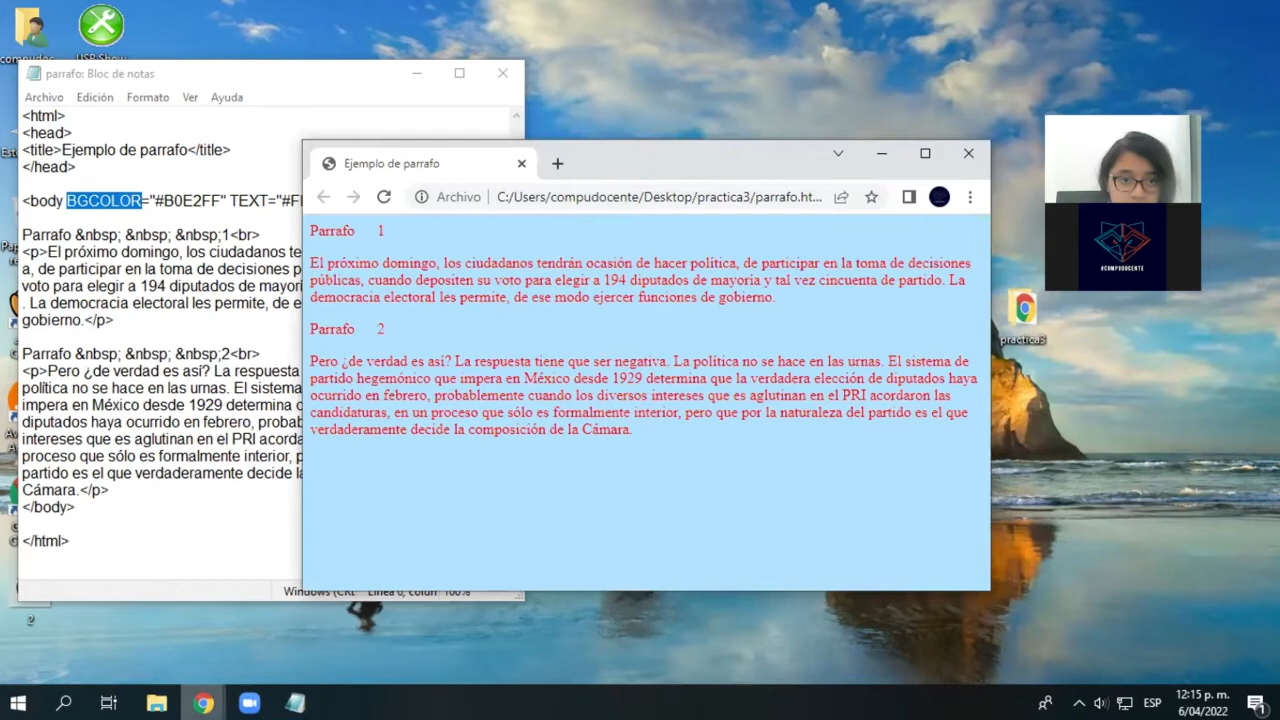 compudoc
USBShow
parrafo: Bloc de notas
Archivo Edición Formato Ver Ayuda
<html>
<head>
<title>Ejemplo de parrafo</title>
</head>
<body BGCOLOR="#B0E2FF" TEXT="#F
Parrafo &nbsp; &nbsp; &nbsp;1<br>
<p>El próximo domingo, los ciudadanos te
a, de participar en la toma de decisiones p
voto para elegir a 194 diputados de mayorí
. La democracia electoral les permite, de e
gobierno.</p>
Parrafo &nbsp; &nbsp; &nbsp;2<br>
<p>Pero ¿de verdad es así? La respuesta
política no se hace en las urnas. El sistema
impera en México desde 1929 determina
diputados haya ocurrido en febrero, probab
intereses que es aglutinan en el PRI acorda
proceso que sólo es formalmente interior, p
partido es el que verdaderamente decide la
Cámara.</p>
</body>
</html>
Windows (CRL Línea 6, colun 100%
2
Ejemplo de parrafo
Archivo C:/Users/compudocente/Desktop/practica3/parrafo.ht...
Parrafo 1
El próximo domingo, los ciudadanos tendrán ocasión de hacer política, de participar en la toma de decisiones
públicas, cuando depositen su voto para elegir a 194 diputados de mayoría y tal vez cincuenta de partido. La
democracia electoral les permite, de ese modo ejercer funciones de gobierno.
Parrafo 2
Pero ¿de verdad es así? La respuesta tiene que ser negativa. La política no se hace en las urnas. El sistema de
partido hegemónico que impera en México desde 1929 determina que la verdadera elección de diputados haya
ocurrido en febrero, probablemente cuando los diversos intereses que es aglutinan en el PRI acordaron las
candidaturas, en un proceso que sólo es formalmente interior, pero que por la naturaleza del partido es el que
verdaderamente decide la composición de la Cámara.
#COMPUDOCENTE
practica3
ESP
12:15 p. m.
6/04/2022
1